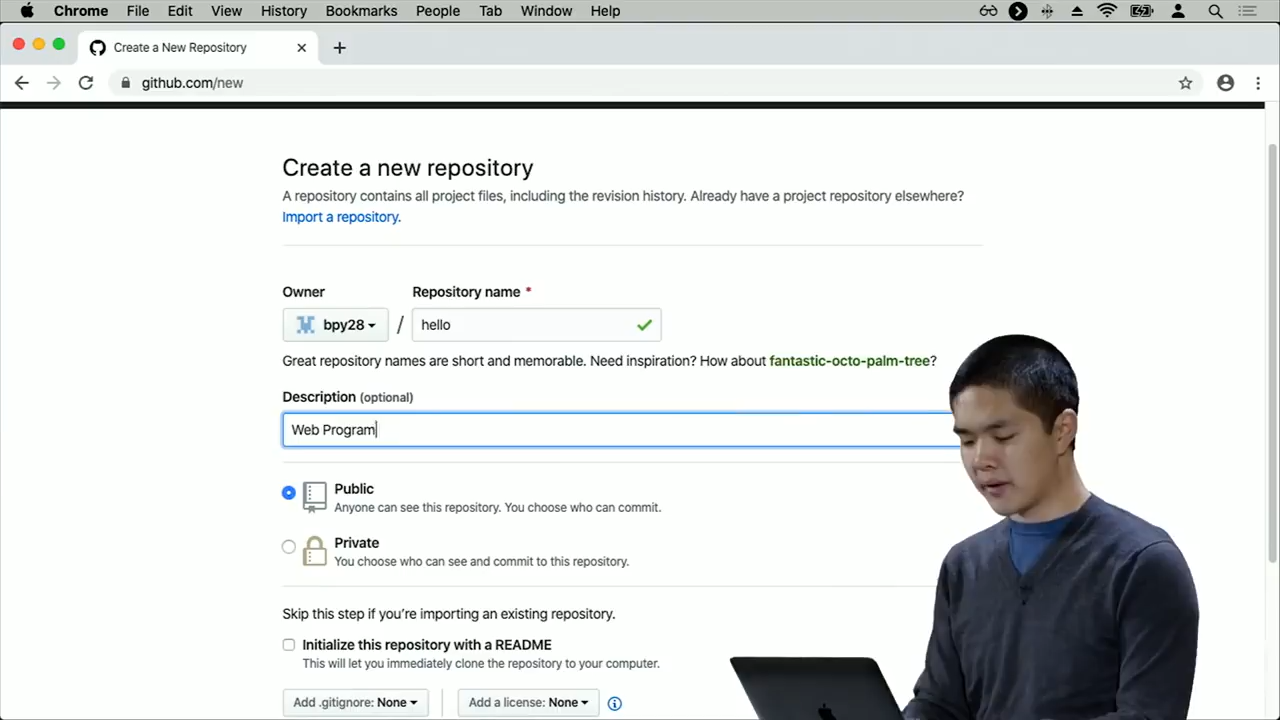 Chrome File Edit View History Bookmarks People Tab Window Help
Create a New Repository
github.com/new
Create a new repository
A repository contains all project files, including the revision history. Already have a project repository elsewhere?
Import a repository.
Owner
Repository name *
bpy28 / hello
Great repository names are short and memorable. Need inspiration? How about fantastic-octo-palm-tree?
Description (optional)
Web Program
Public
Anyone can see this repository. You choose who can commit.
Private
You choose who can see and commit to this repository.
Skip this step if you’re importing an existing repository.
Initialize this repository with a README
This will let you immediately clone the repository to your computer.
Add .gitignore: None
Add a license: None